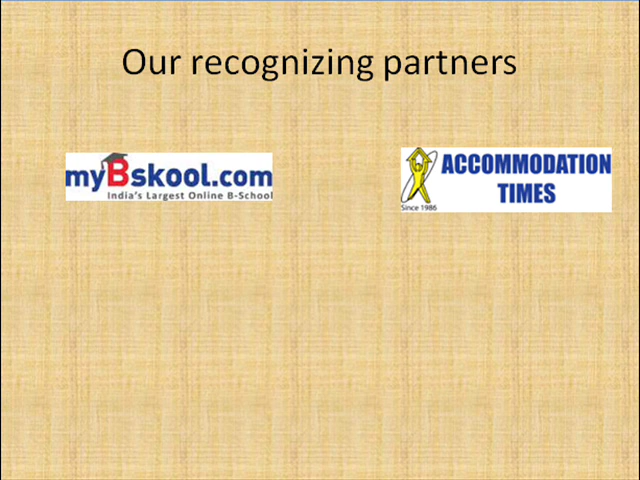 Our recognizing partners
myBskool.com
India's Largest Online B-School
ACCOMMODATION
TIMES
Since 1986